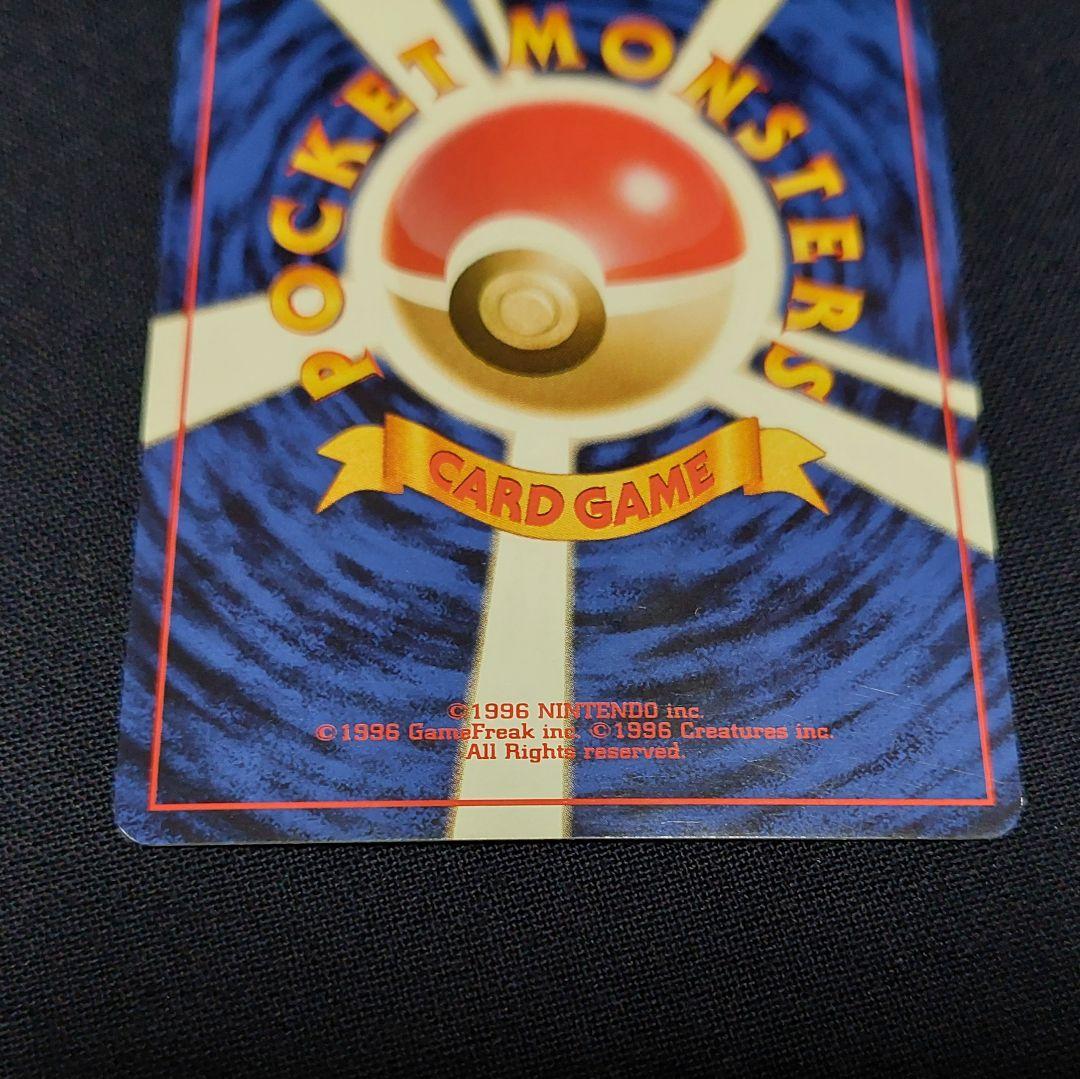 POCKET MONSTERS
CARD GAME
©1996 NINTENDO inc.
©1996 GameFreak inc. ©1996 Creatures inc.
All Rights reserved.